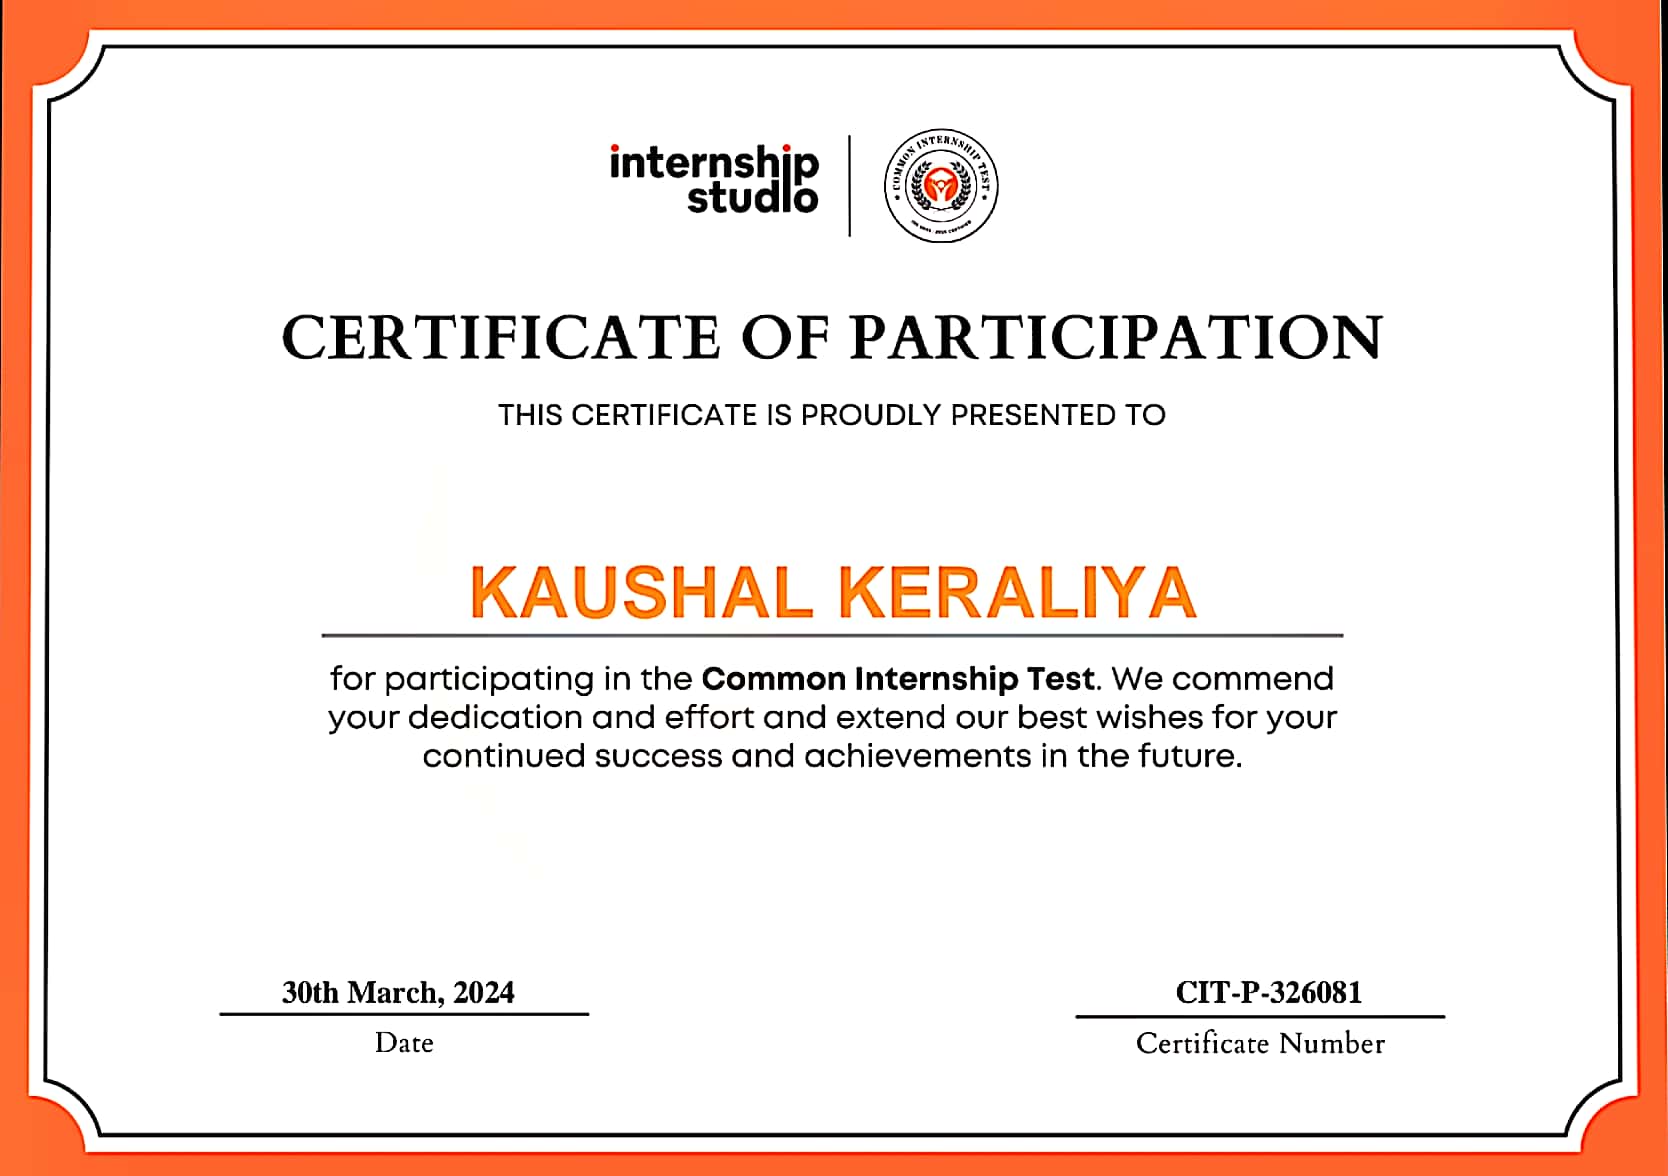 internship
studio
COMMON INTERNSHIP TEST
CERTIFICATE OF PARTICIPATION
THIS CERTIFICATE IS PROUDLY PRESENTED TO
KAUSHAL KERALIYA
for participating in the Common Internship Test. We commend
your dedication and effort and extend our best wishes for your
continued success and achievements in the future.
30th March, 2024
Date
CIT-P-326081
Certificate Number